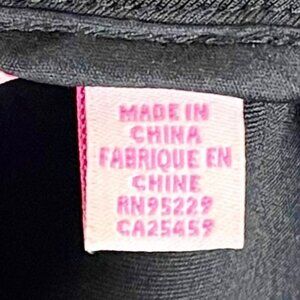 MADE IN
CHINA
FABRIQUE EN
CHINE
RN95229
CA25459